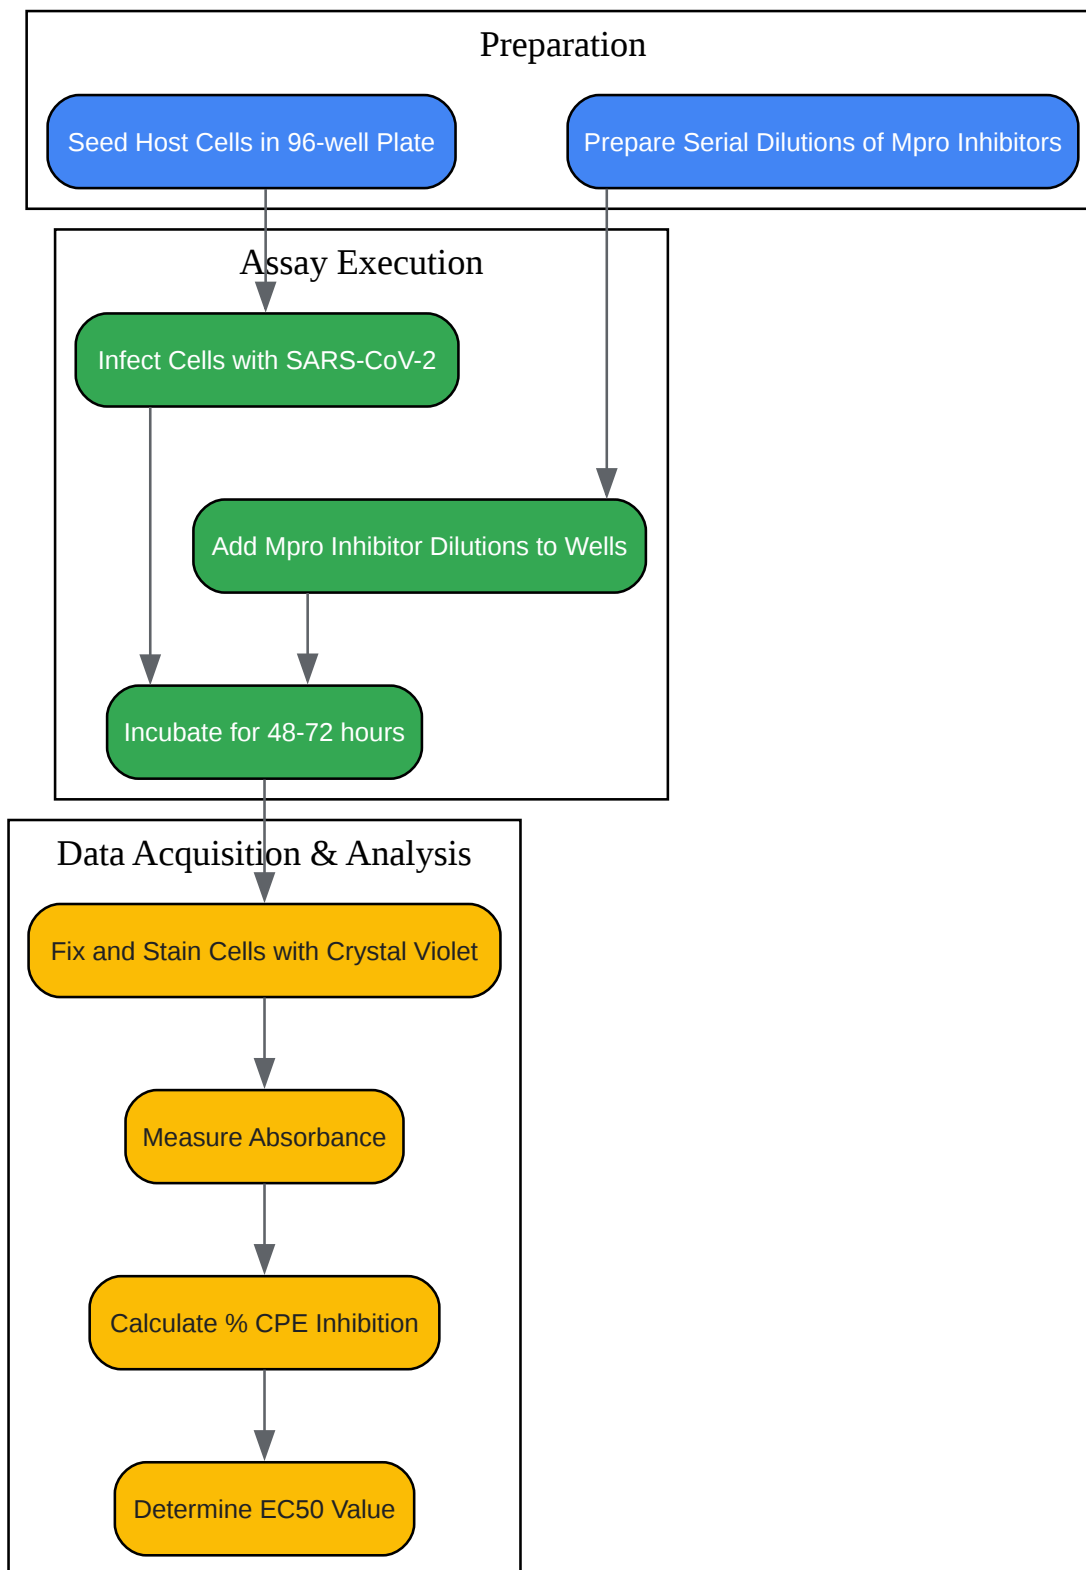 Preparation
Seed Host Cells in 96-well Plate
Prepare Serial Dilutions of Mpro Inhibitors
Assay Execution
Infect Cells with SARS-CoV-2
Add Mpro Inhibitor Dilutions to Wells
Incubate for 48-72 hours
Data Acquisition & Analysis
Fix and Stain Cells with Crystal Violet
Measure Absorbance
Calculate % CPE Inhibition
Determine EC50 Value